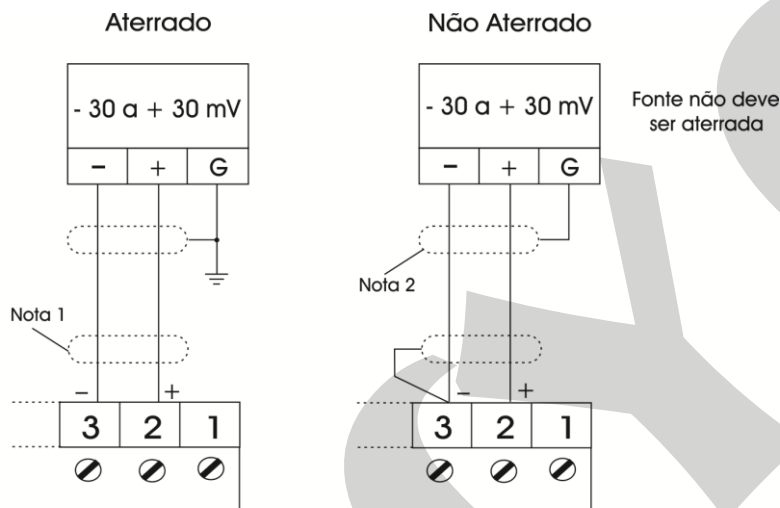 Aterrado
- 30 a + 30 mV
− + G
Nota 1
− +
3 2 1
Não Aterrado
- 30 a + 30 mV
− + G
Fonte não deve
ser aterrada
Nota 2
− +
3 2 1